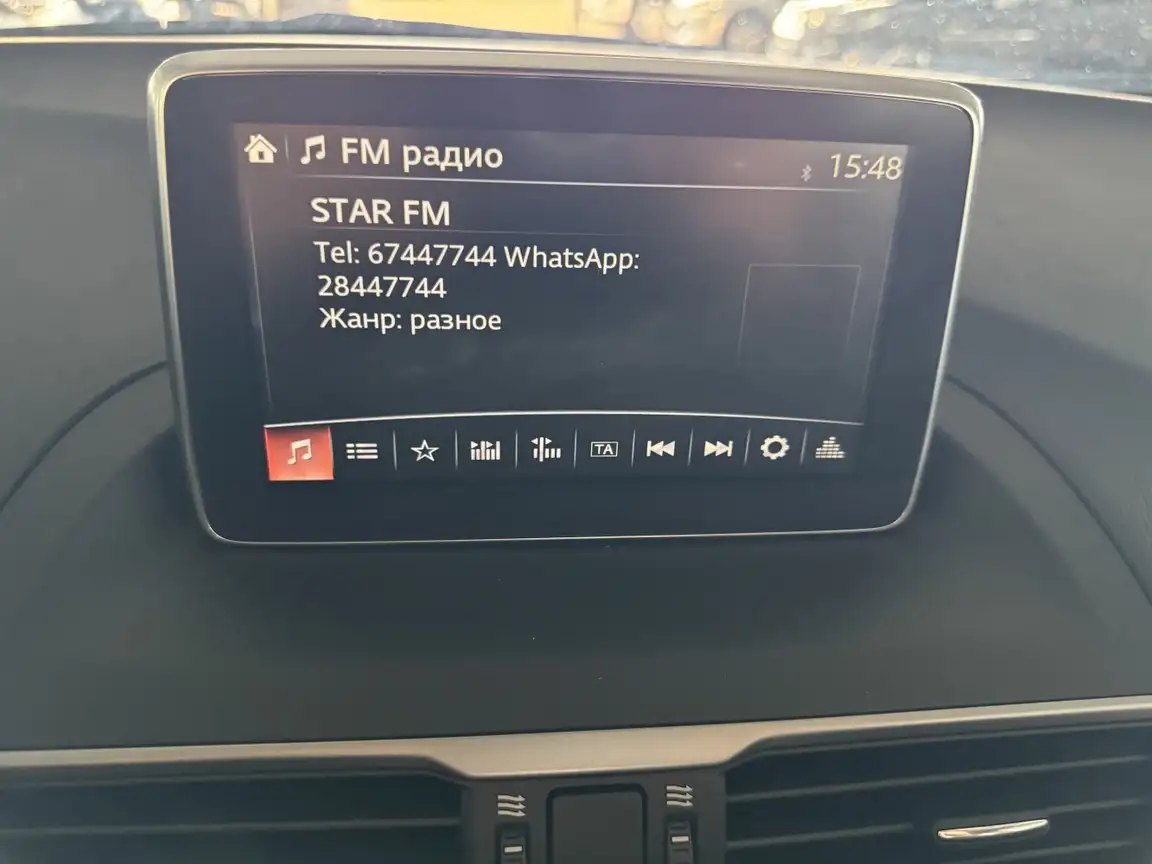 FM радио
15:48
STAR FM
Tel: 67447744 WhatsApp:
28447744
Жанр: разное
TA